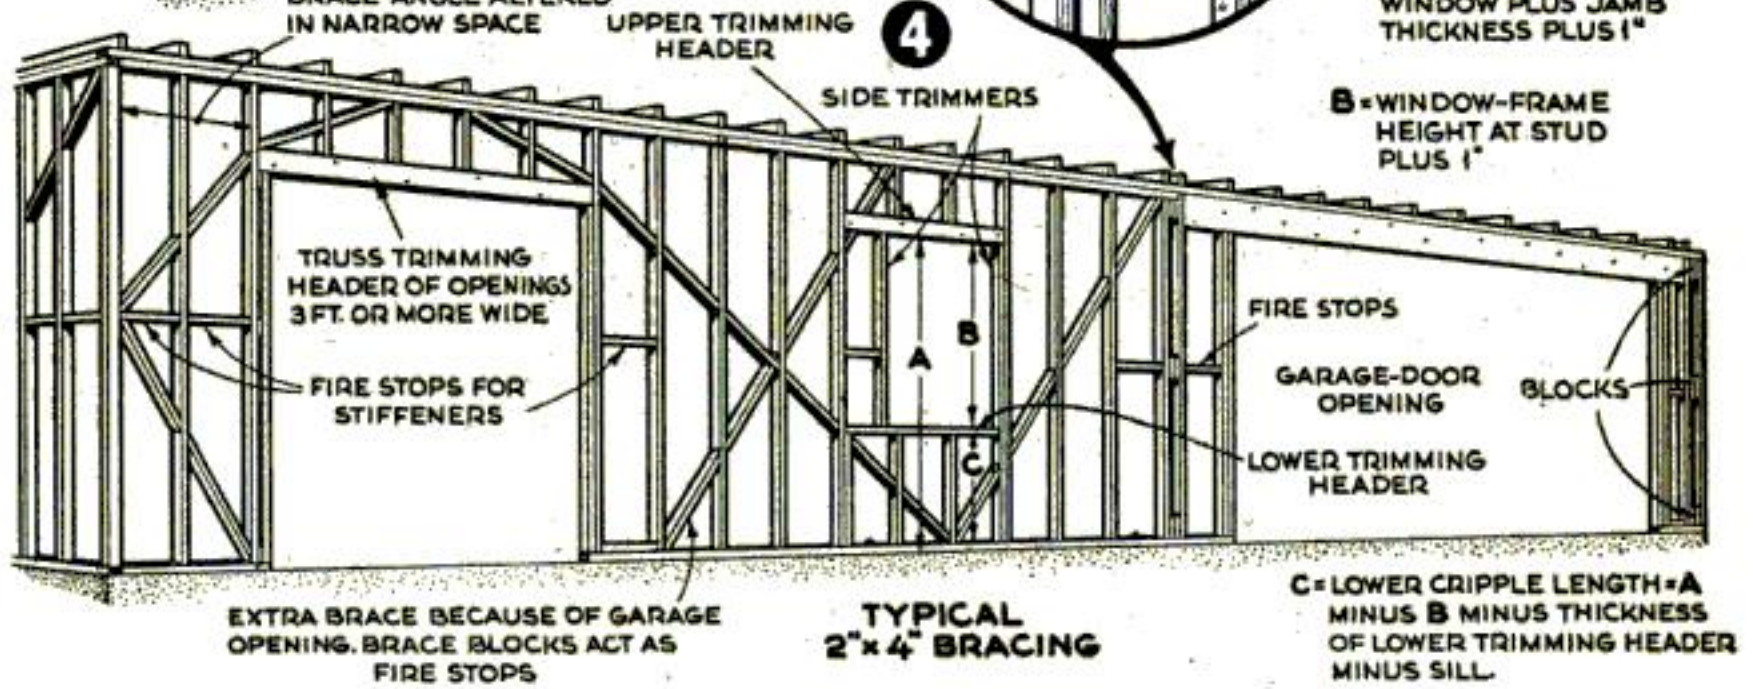 BRACE ANGLE ALTERED
IN NARROW SPACE
UPPER TRIMMING
HEADER
4
WINDOW PLUS JAMB
THICKNESS PLUS 1"
SIDE TRIMMERS
B=WINDOW-FRAME
HEIGHT AT STUD
PLUS 1"
TRUSS TRIMMING
HEADER OF OPENINGS
3 FT. OR MORE WIDE
FIRE STOPS
B
A
FIRE STOPS FOR
STIFFENERS
GARAGE-DOOR
OPENING
BLOCKS
C
LOWER TRIMMING
HEADER
EXTRA BRACE BECAUSE OF GARAGE
OPENING. BRACE BLOCKS ACT AS
FIRE STOPS
TYPICAL
2"x4" BRACING
C=LOWER CRIPPLE LENGTH=A
MINUS B MINUS THICKNESS
OF LOWER TRIMMING HEADER
MINUS SILL.